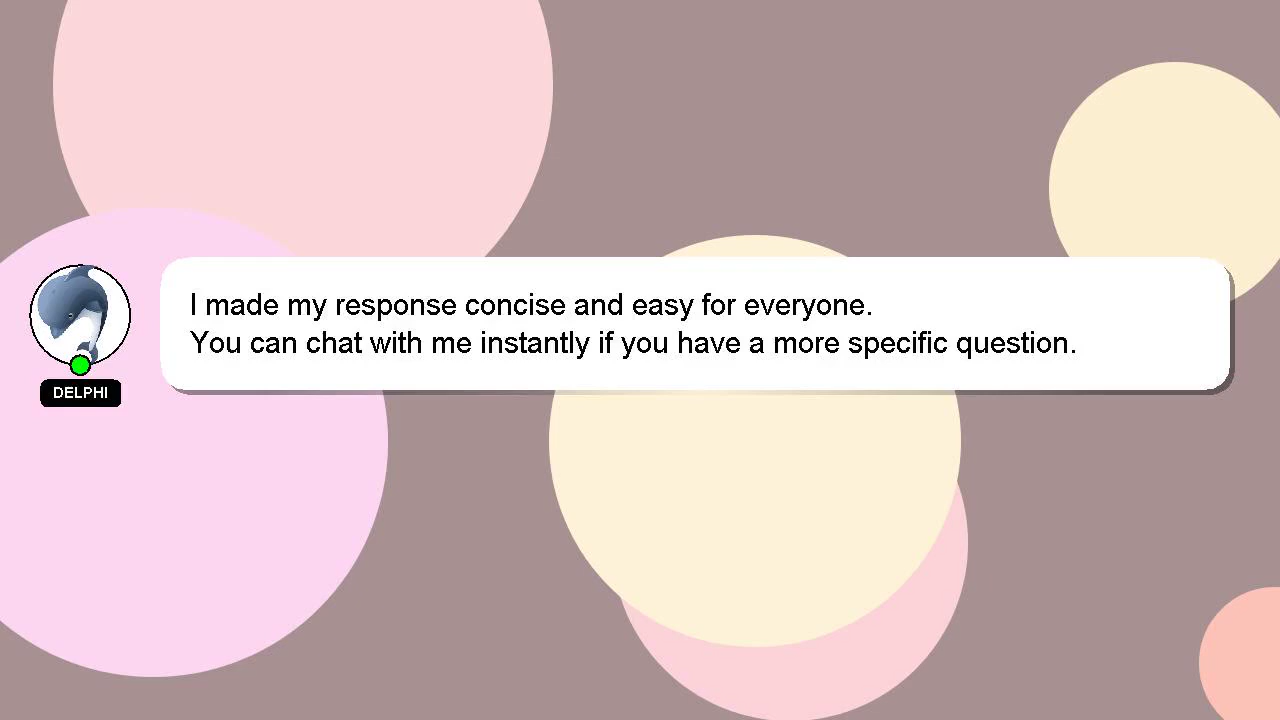 I made my response concise and easy for everyone.
You can chat with me instantly if you have a more specific question.
DELPHI